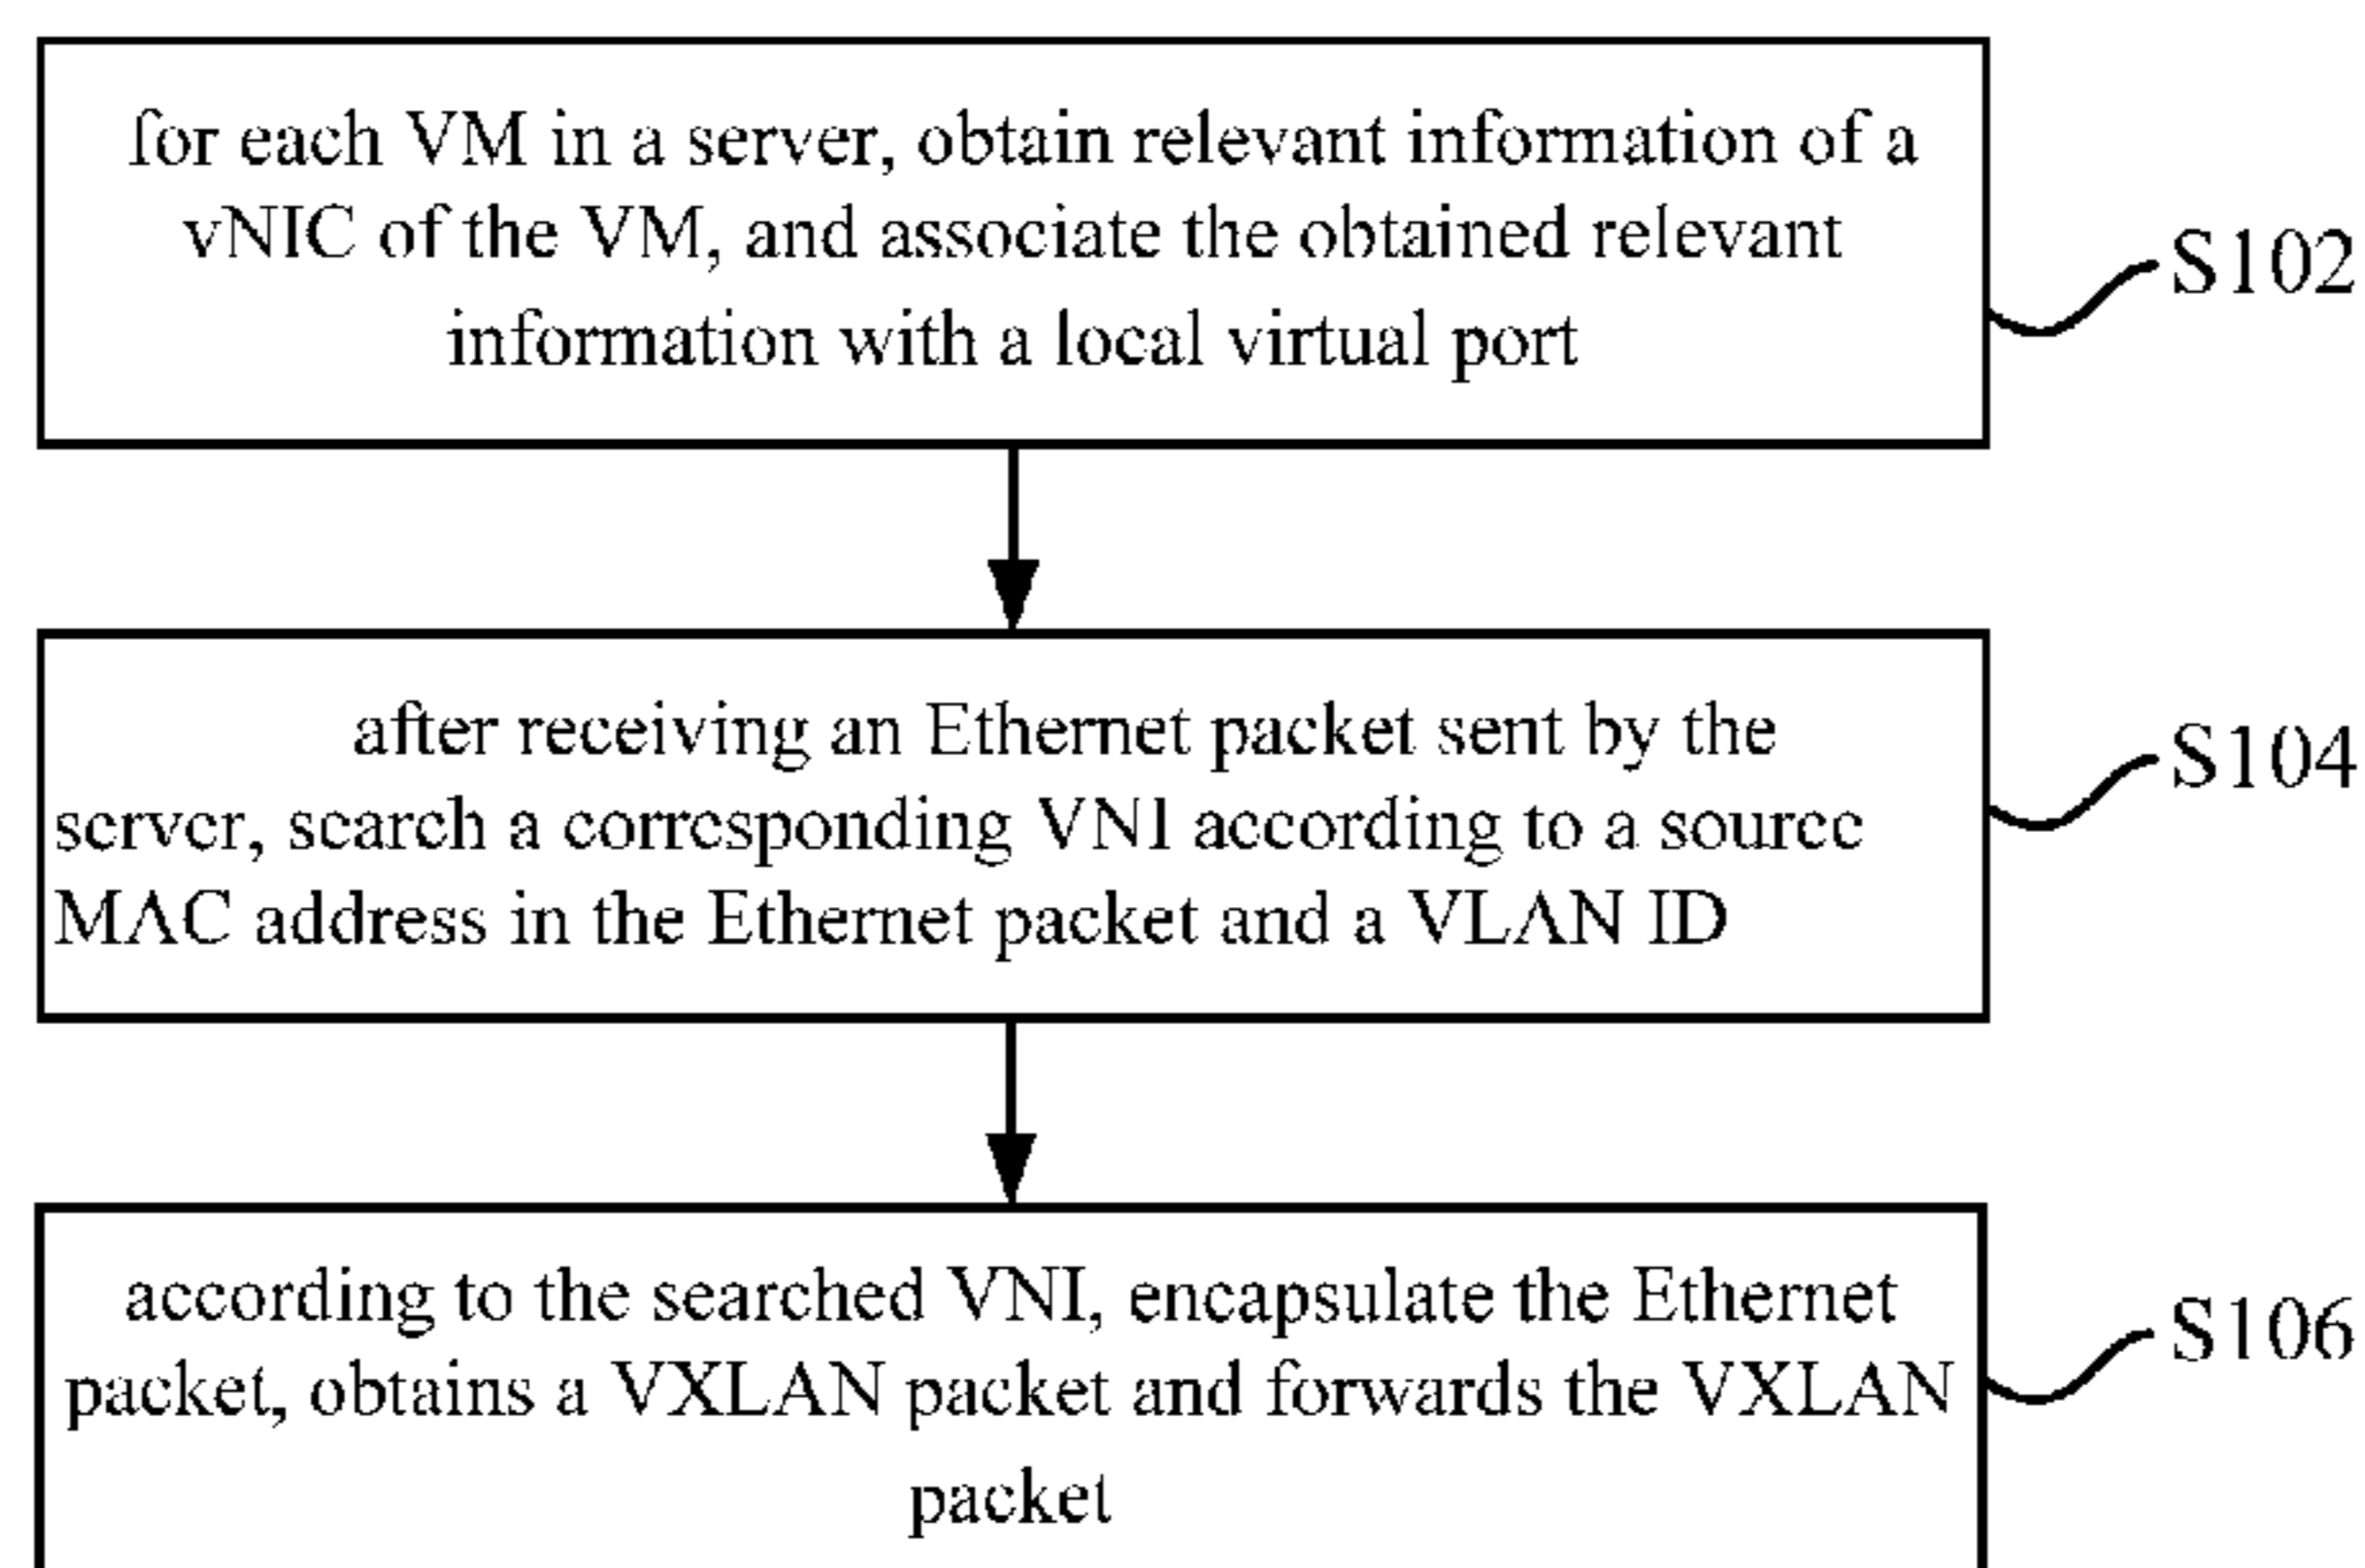 for each VM in a server, obtain relevant information of a
vNIC of the VM, and associate the obtained relevant
information with a local virtual port
S102
after receiving an Ethernet packet sent by the
server, search a corresponding VNI according to a source
MAC address in the Ethernet packet and a VLAN ID
S104
according to the searched VNI, encapsulate the Ethernet
packet, obtains a VXLAN packet and forwards the VXLAN
packet
S106